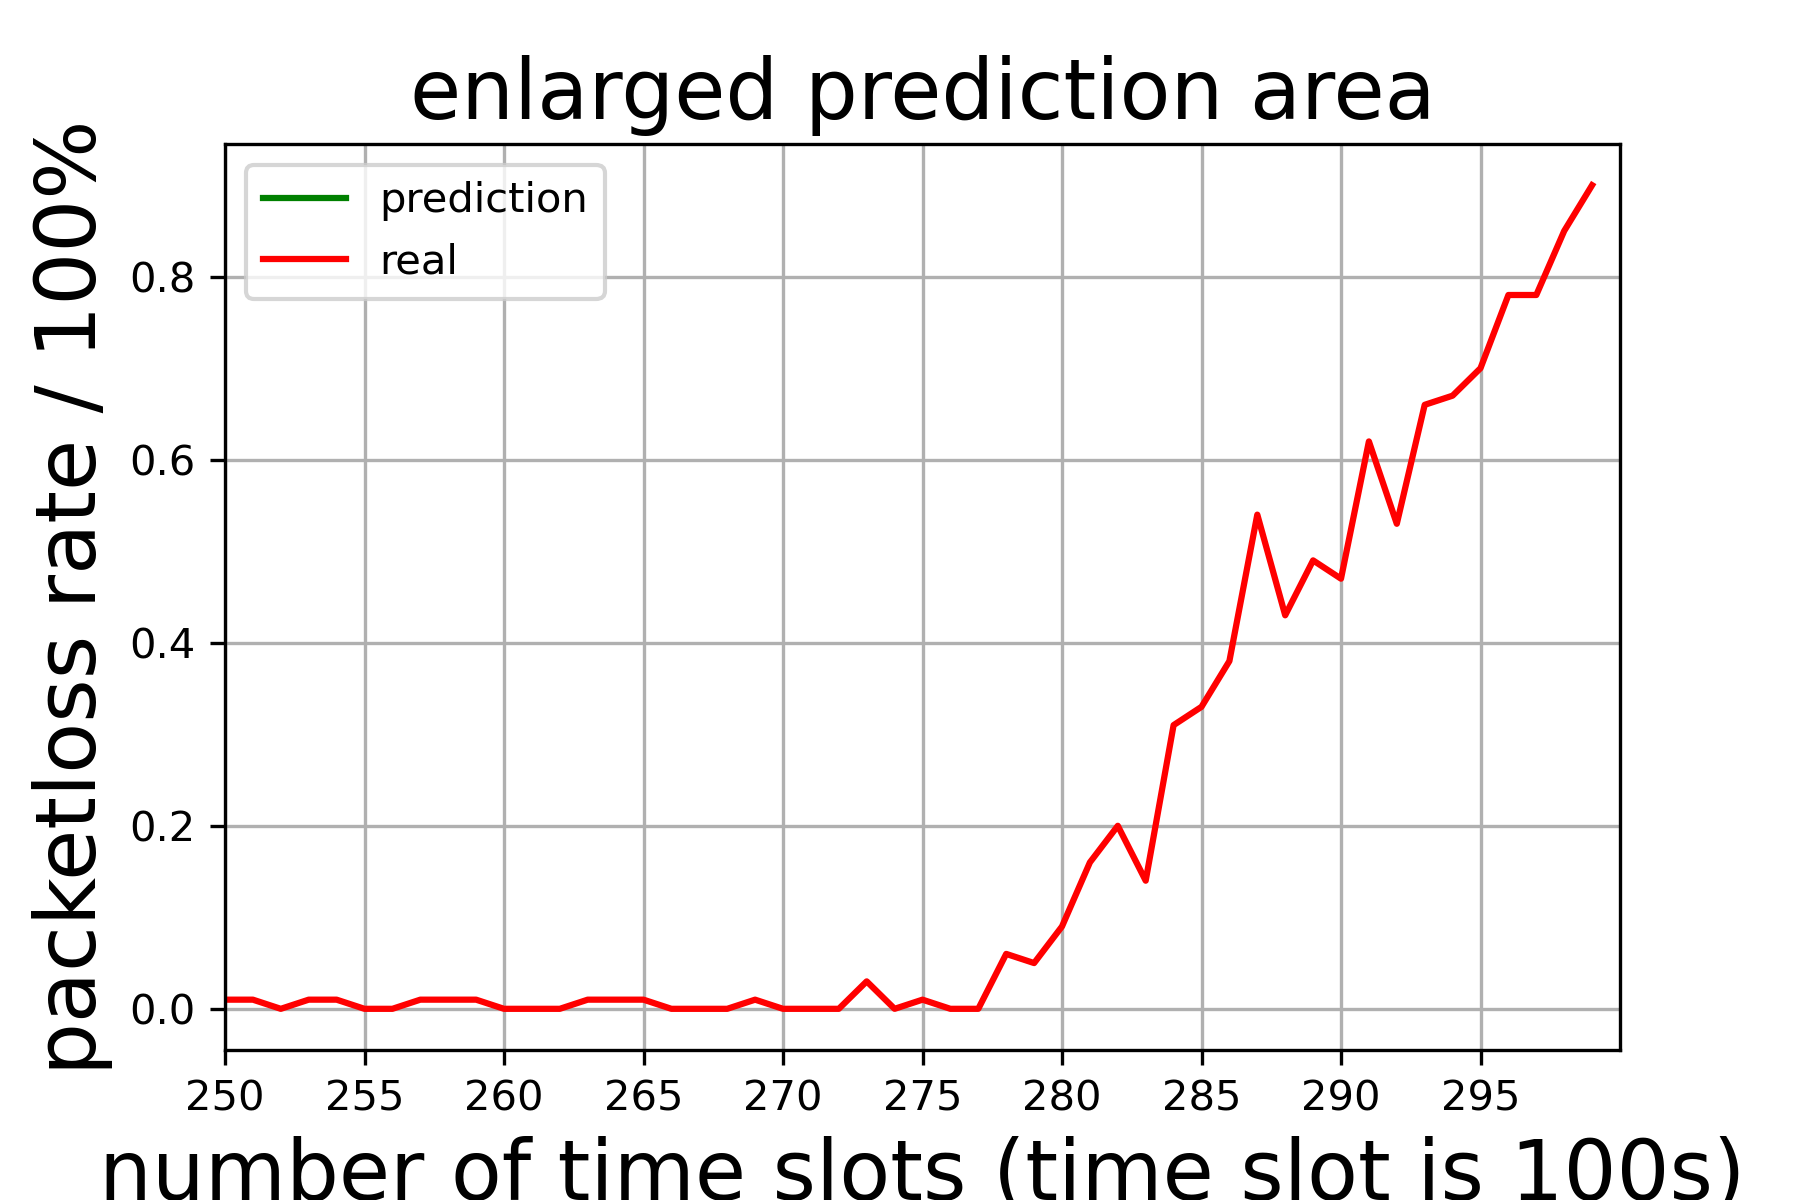 enlarged prediction area
prediction
real
packetloss rate / 100%
0.8
0.6
0.4
0.2
0.0
250 255 260 265 270 275 280 285 290 295
number of time slots (time slot is 100s)